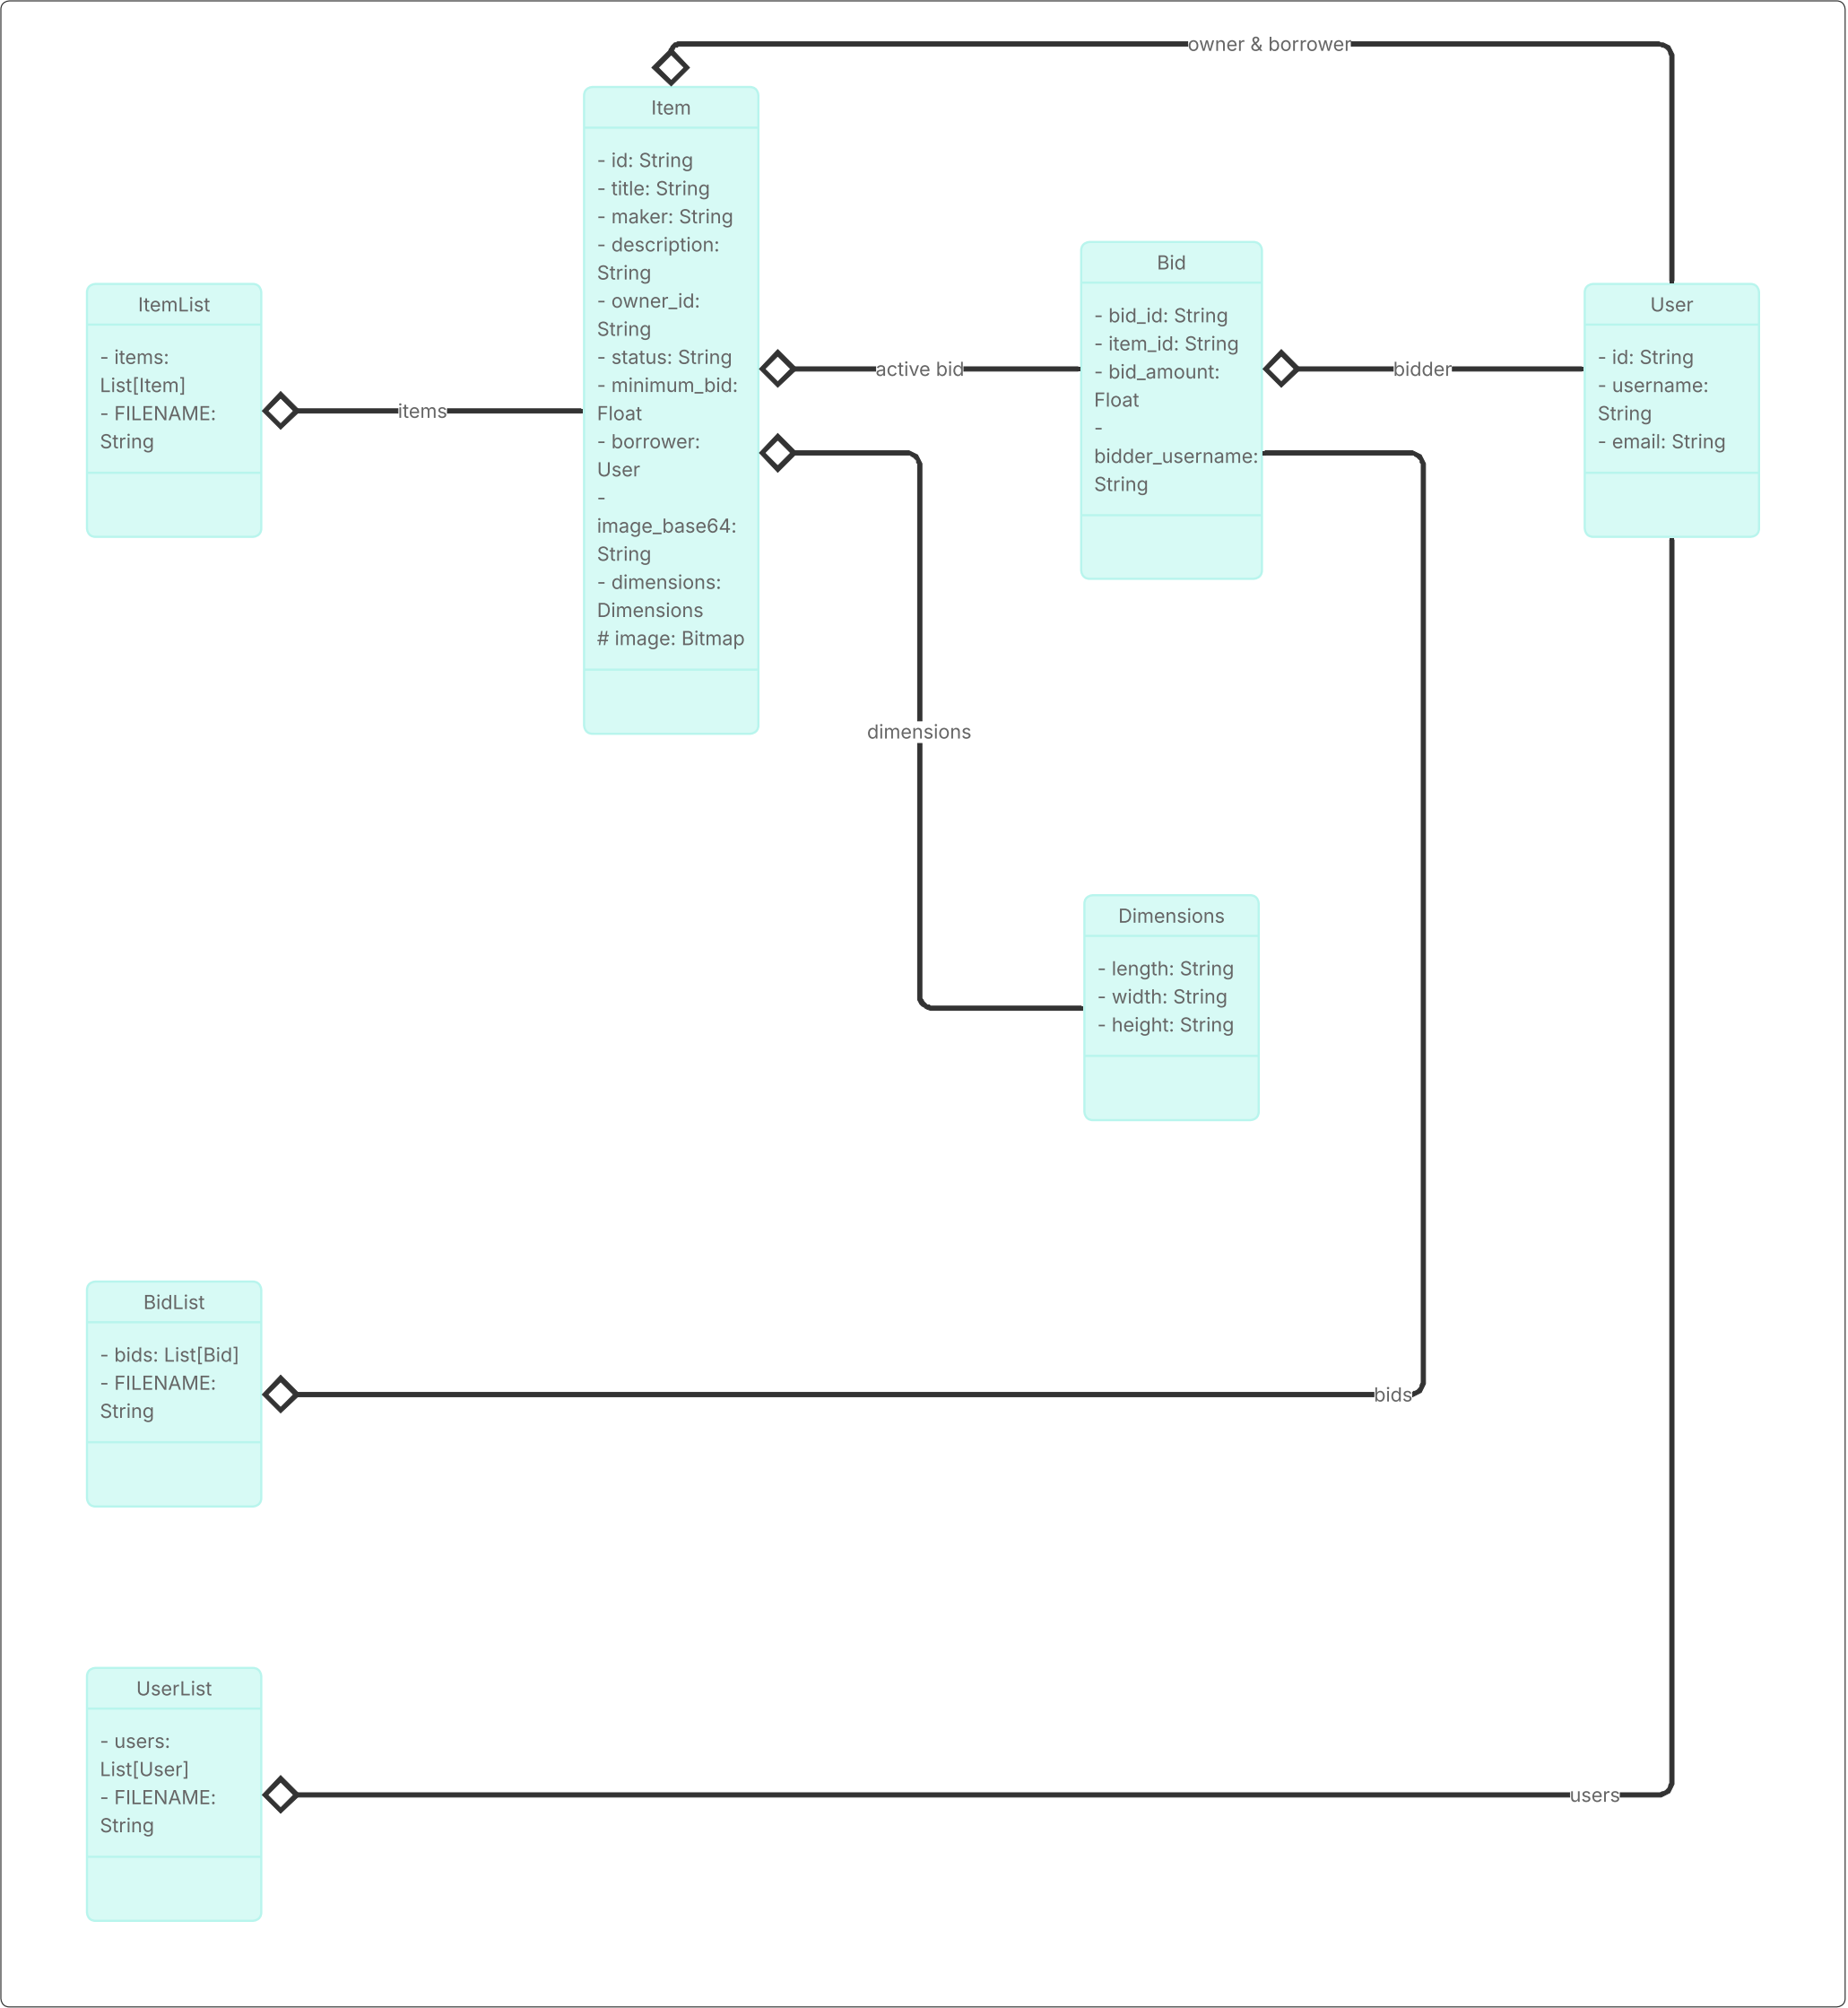 owner & borrower
Item
- id: String
- title: String
- maker: String
- description:
String
- owner_id:
String
- status: String
- minimum_bid:
Float
- borrower:
User
-
image_base64:
String
- dimensions:
Dimensions
# image: Bitmap
ItemList
- items:
List[Item]
- FILENAME:
String
items
active bid
Bid
- bid_id: String
- item_id: String
- bid_amount:
Float
-
bidder_username:
String
bidder
User
- id: String
- username:
String
- email: String
dimensions
Dimensions
- length: String
- width: String
- height: String
BidList
- bids: List[Bid]
- FILENAME:
String
bids
UserList
- users:
List[User]
- FILENAME:
String
users